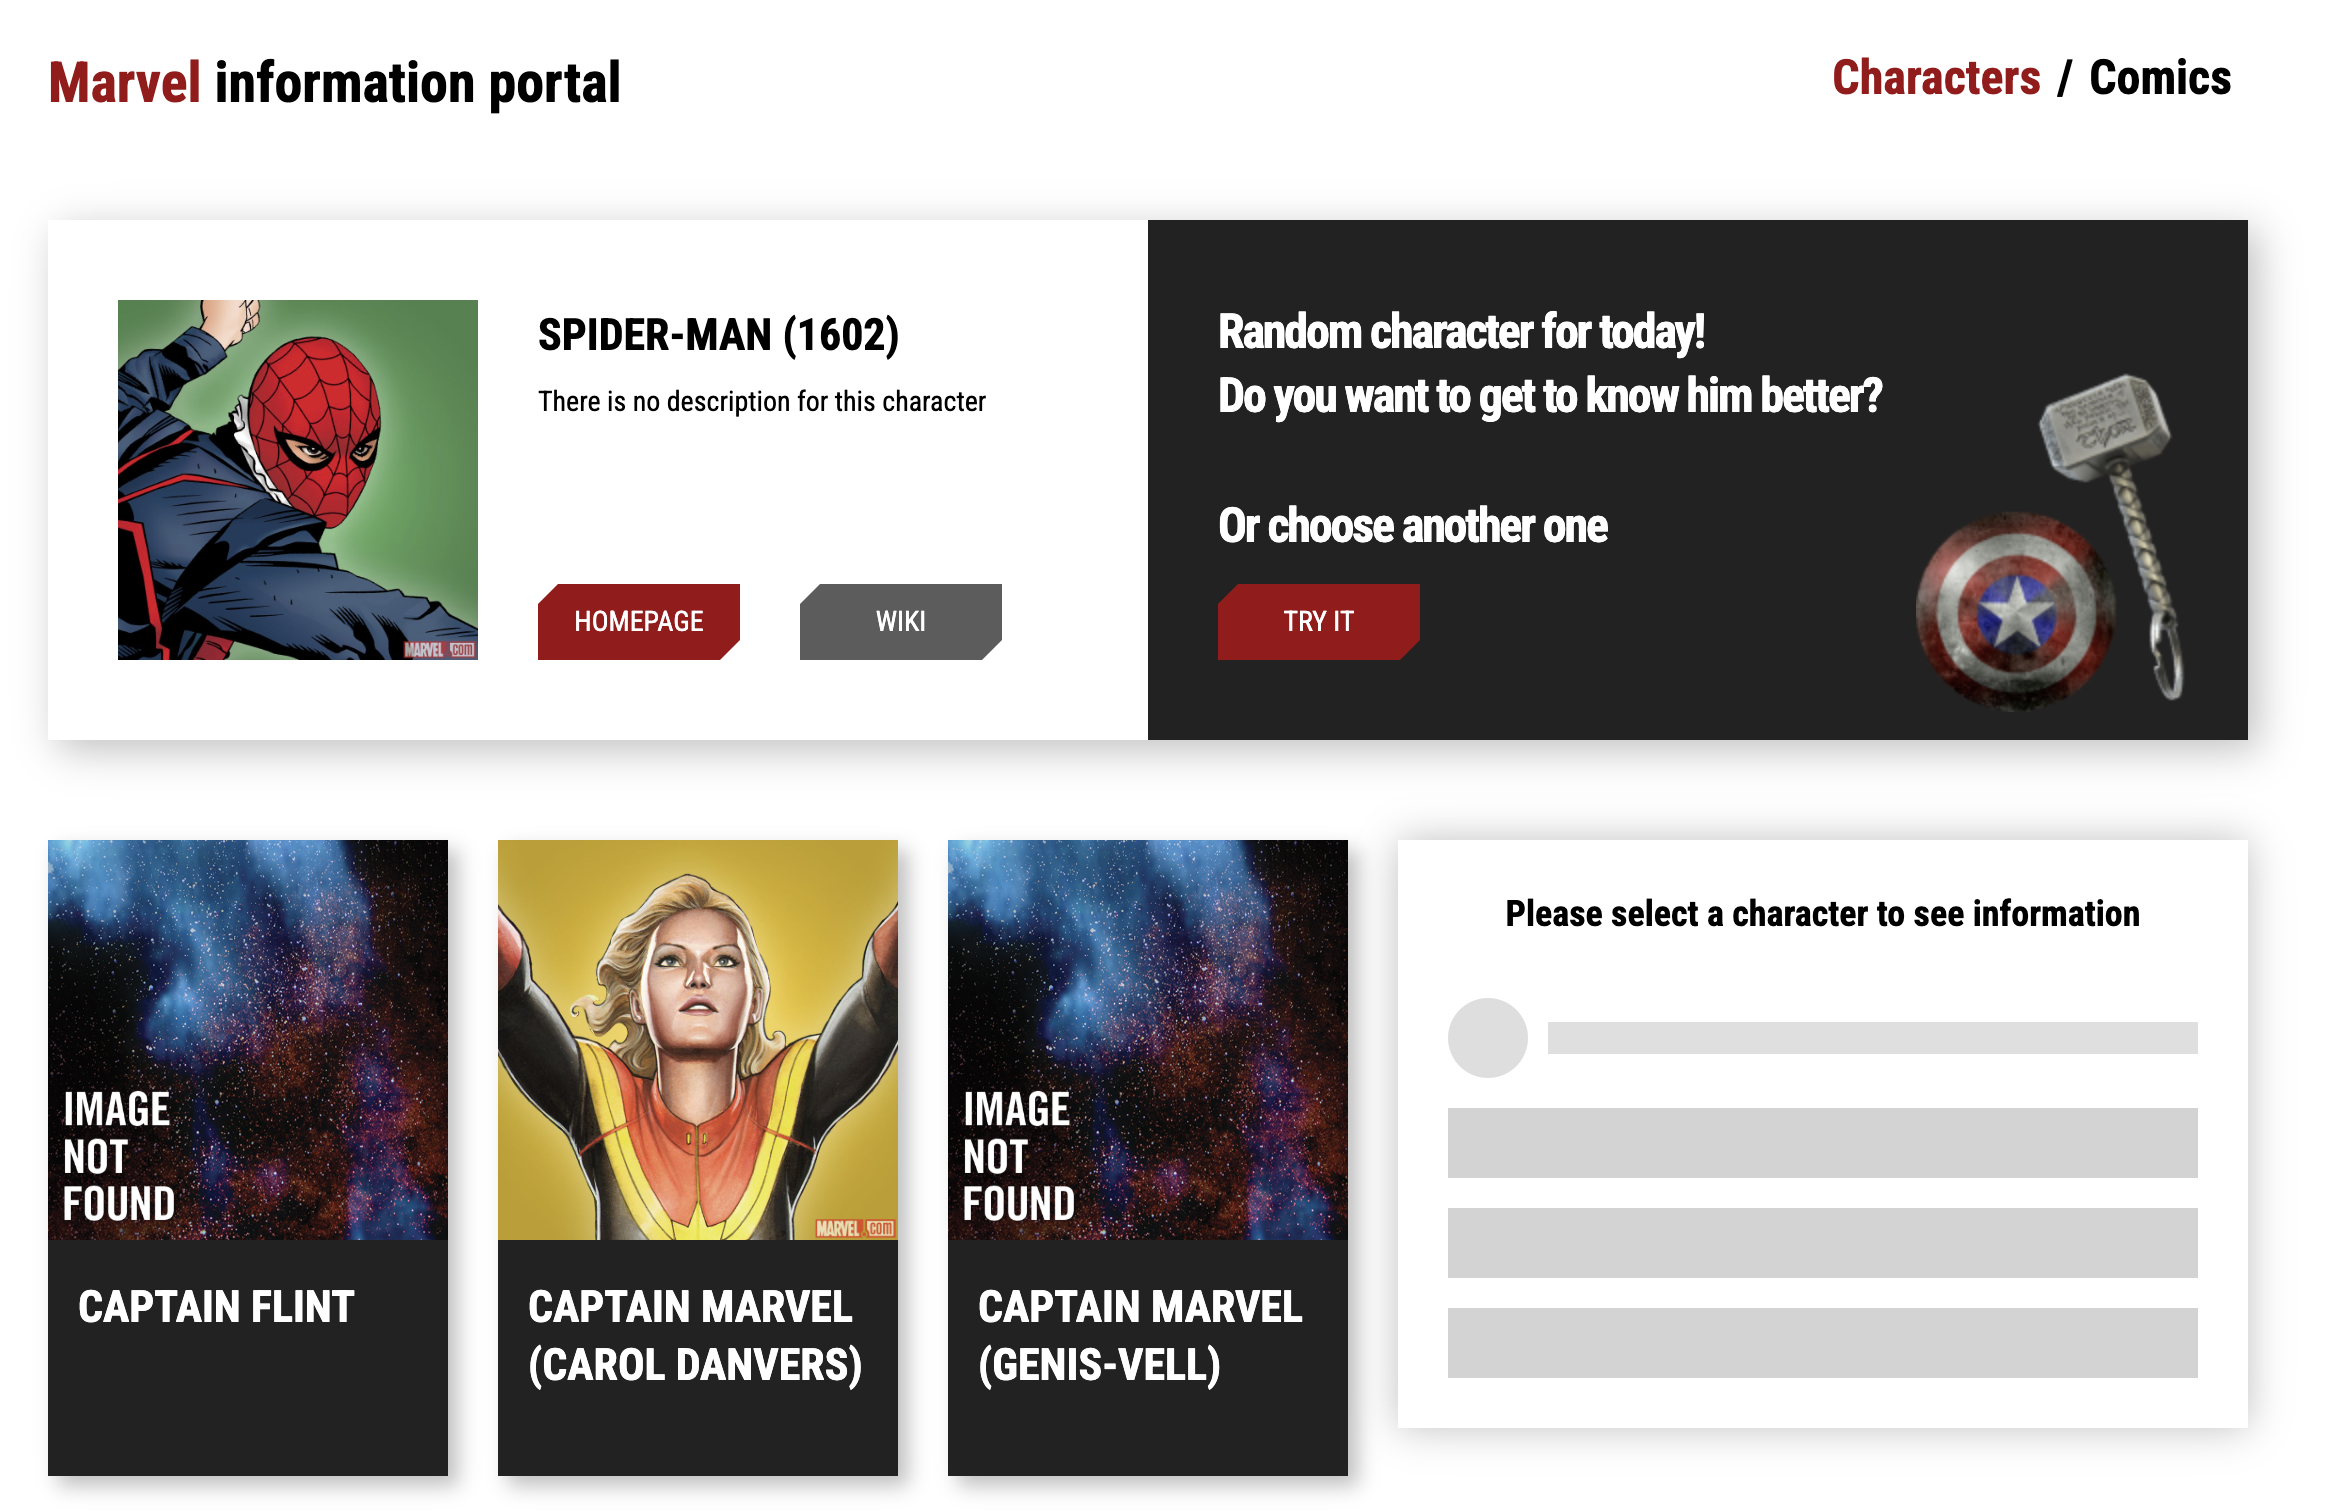 Marvel information portal
Characters / Comics
SPIDER-MAN (1602)
There is no description for this character
HOMEPAGE
WIKI
MARVEL.com
Random character for today!
Do you want to get to know him better?
Or choose another one
TRY IT
IMAGE
NOT
FOUND
CAPTAIN FLINT
MARVEL.com
CAPTAIN MARVEL
(CAROL DANVERS)
IMAGE
NOT
FOUND
CAPTAIN MARVEL
(GENIS-VELL)
Please select a character to see information